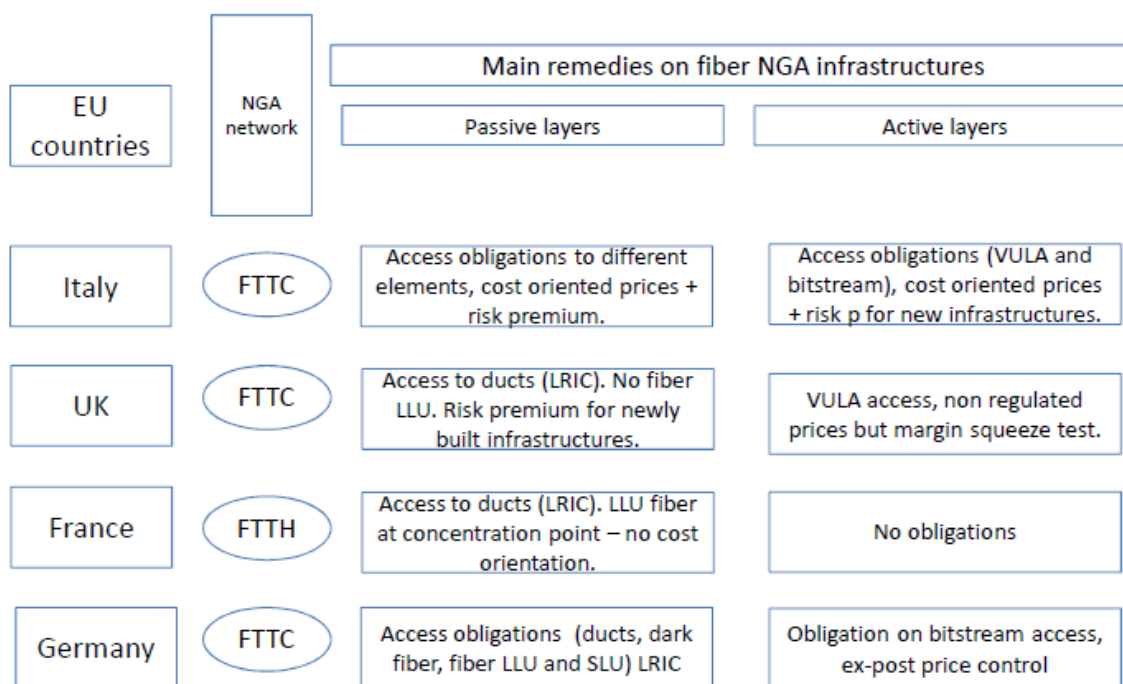 Main remedies on fiber NGA infrastructures
EU
countries
NGA
network
Passive layers
Active layers
Italy
FTTC
Access obligations to different
elements, cost oriented prices +
risk premium.
Access obligations (VULA and
bitstream), cost oriented prices
+ risk p for new infrastructures.
UK
FTTC
Access to ducts (LRIC). No fiber
LLU. Risk premium for newly
built infrastructures.
VULA access, non regulated
prices but margin squeeze test.
France
FTTH
Access to ducts (LRIC). LLU fiber
at concentration point – no cost
orientation.
No obligations
Germany
FTTC
Access obligations (ducts, dark
fiber, fiber LLU and SLU) LRIC
Obligation on bitstream access,
ex-post price control